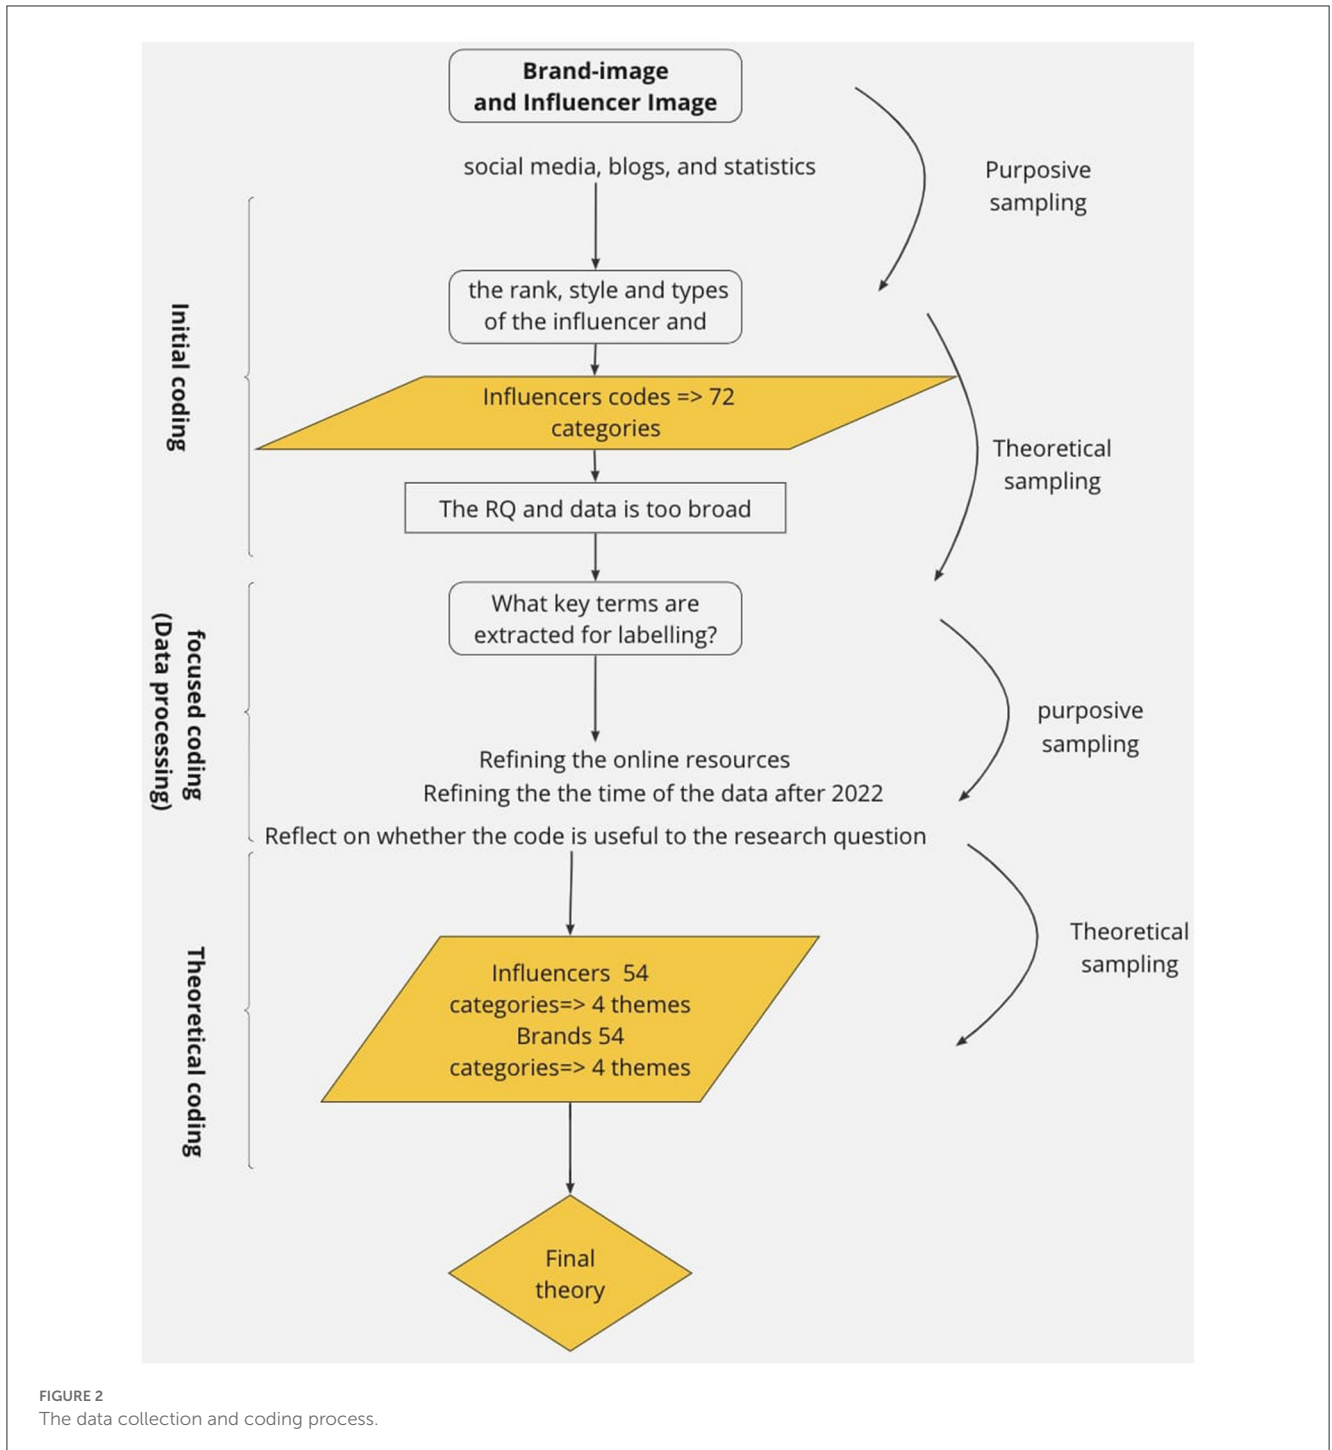 Brand-image
and Influencer Image
social media, blogs, and statistics
Purposive
sampling
Initial coding
the rank, style and types
of the influencer and
Influencers codes => 72
categories
Theoretical
sampling
The RQ and data is too broad
focused coding
(Data processing)
What key terms are
extracted for labelling?
purposive
sampling
Refining the online resources
Refining the the time of the data after 2022
Reflect on whether the code is useful to the research question
Theoretical coding
Influencers 54
categories=> 4 themes
Brands 54
categories=> 4 themes
Theoretical
sampling
Final
theory
FIGURE 2
The data collection and coding process.